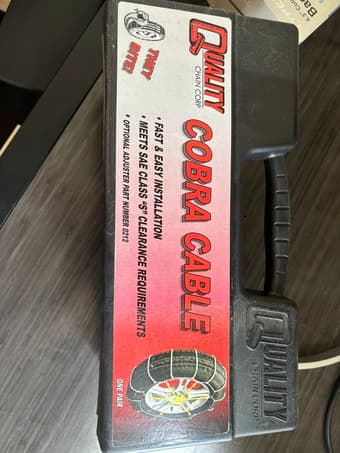 QUALITY
CHAIN CORP
THEY
BITE!
COBRA CABLE
• FAST & EASY INSTALLATION
• MEETS SAE CLASS "S" CLEARANCE REQUIREMENTS
* OPTIONAL ADJUSTER PART NUMBER 0212
ONE PAIR
QUALITY
CHAIN CORP